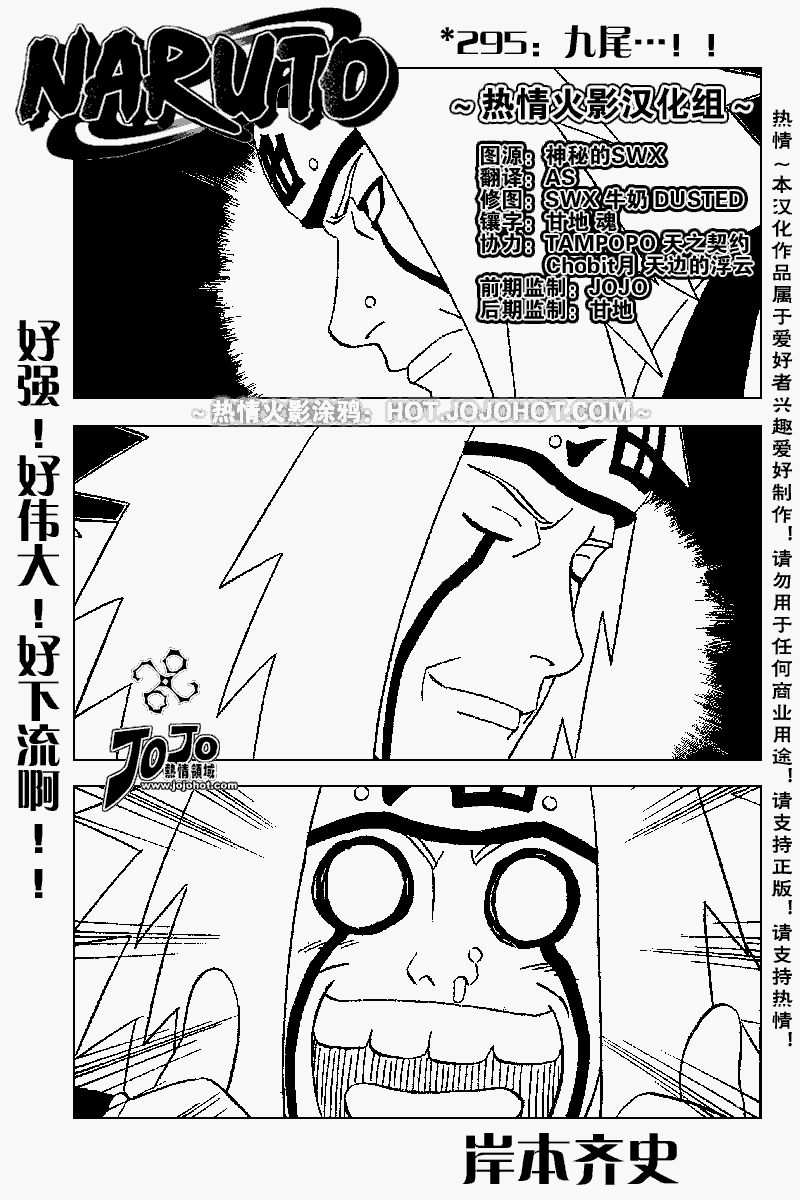 NARUTO
*295：九尾…！！
~热情火影汉化组~
图源：神秘的SWX
翻译：AS
修图：SWX 牛奶 DUSTED
镶字：甘地 魂
协力：TAMPOPO 天之契约
Chobit月 天边的浮云
前期监制：JOJO
后期监制：甘地
热情~本汉化作品属于爱好者兴趣爱好制作！请勿用于任何商业用途！请支持正版！请支持热情！
好强！好伟大！好下流啊！！
~热情火影涂鸦：HOT.JOJOHOT.COM~
JOJO
熱情領域
www.jojohot.com
岸本齐史